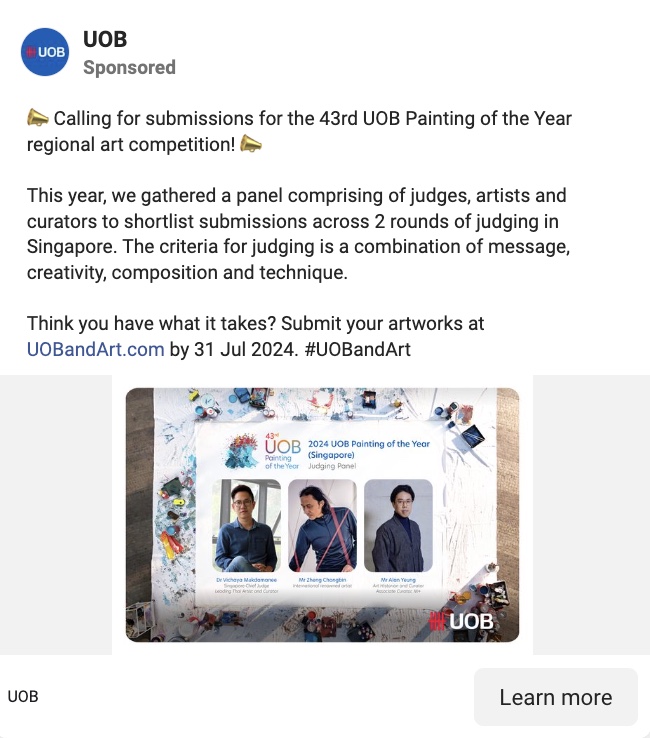 UOB
UOB
Sponsored
Calling for submissions for the 43rd UOB Painting of the Year
regional art competition!
This year, we gathered a panel comprising of judges, artists and
curators to shortlist submissions across 2 rounds of judging in
Singapore. The criteria for judging is a combination of message,
creativity, composition and technique.
Think you have what it takes? Submit your artworks at
UOBandArt.com by 31 Jul 2024. #UOBandArt
43rd
UOB
Painting
of the Year
2024 UOB Painting of the Year
(Singapore)
Judging Panel
Dr Vichaya Mukdamanee
Singapore Chief Judge
Leading Thai Artist and Curator
Mr Zheng Chongbin
International renowned artist
Mr Alan Yeung
Art Historian and Curator
Associate Curator, M+
UOB
UOB
Learn more